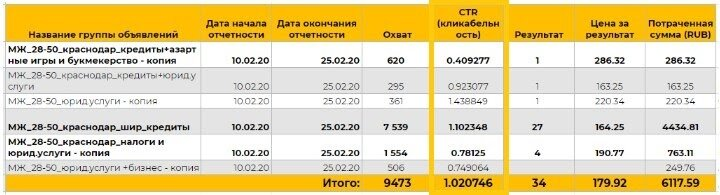 Название группы объявлений Дата начала отчетности Дата окончания отчетности Охват CTR (кликабельность) Результат Цена за результат Потраченная сумма (RUB)
МЖ_28-50_краснодар_кредиты+азартные игры и букмекерство - копия 10.02.20 25.02.20 620 0.409277 1 286.32 286.32
МЖ_28-50_краснодар_кредиты+юрид.услуги 10.02.20 25.02.20 295 0.923077 1 163.25 163.25
МЖ_28-50_юрид.услуги - копия 10.02.20 25.02.20 361 1.438849 1 220.34 220.34
МЖ_28-50_краснодар_шир_кредиты 10.02.20 25.02.20 7 539 1.102348 27 164.25 4434.81
МЖ_28-50_краснодар_налоги и юрид.услуги - копия 10.02.20 25.02.20 1 554 0.78125 4 190.77 763.11
МЖ_28-50_юрид.услуги +бизнес - копия 10.02.20 25.02.20 506 0.749064 249.76
Итого: 9473 1.020746 34 179.92 6117.59